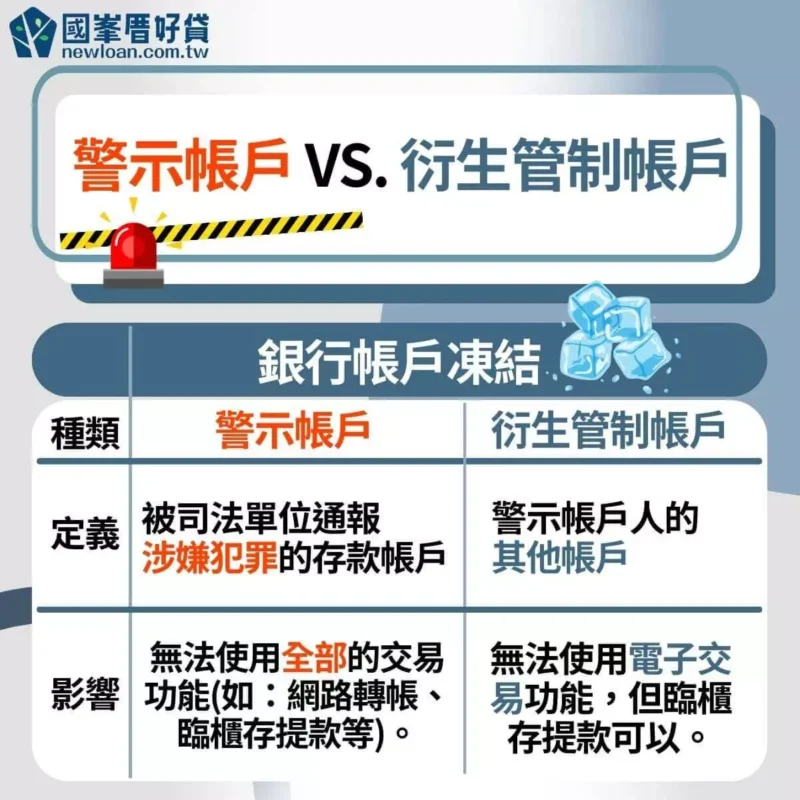 國峯厝好貸
newloan.com.tw
警示帳戶 VS. 衍生管制帳戶
銀行帳戶凍結
種類
警示帳戶
衍生管制帳戶
定義
被司法單位通報
涉嫌犯罪的存款帳戶
警示帳戶人的
其他帳戶
影響
無法使用全部的交易
功能(如：網路轉帳、
臨櫃存提款等)。
無法使用電子交
易功能，但臨櫃
存提款可以。